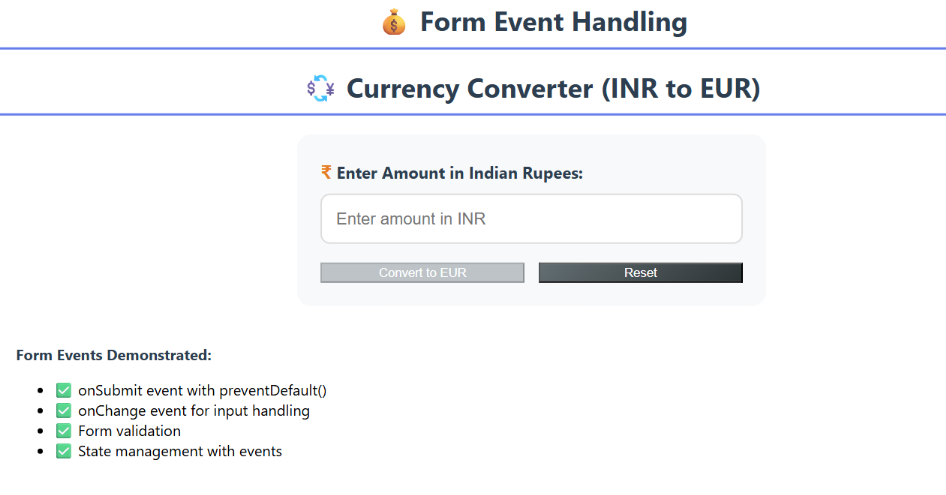 💰 Form Event Handling
💱 Currency Converter (INR to EUR)
₹ Enter Amount in Indian Rupees:
Enter amount in INR
Convert to EUR Reset
Form Events Demonstrated:
• ✅ onSubmit event with preventDefault()
• ✅ onChange event for input handling
• ✅ Form validation
• ✅ State management with events